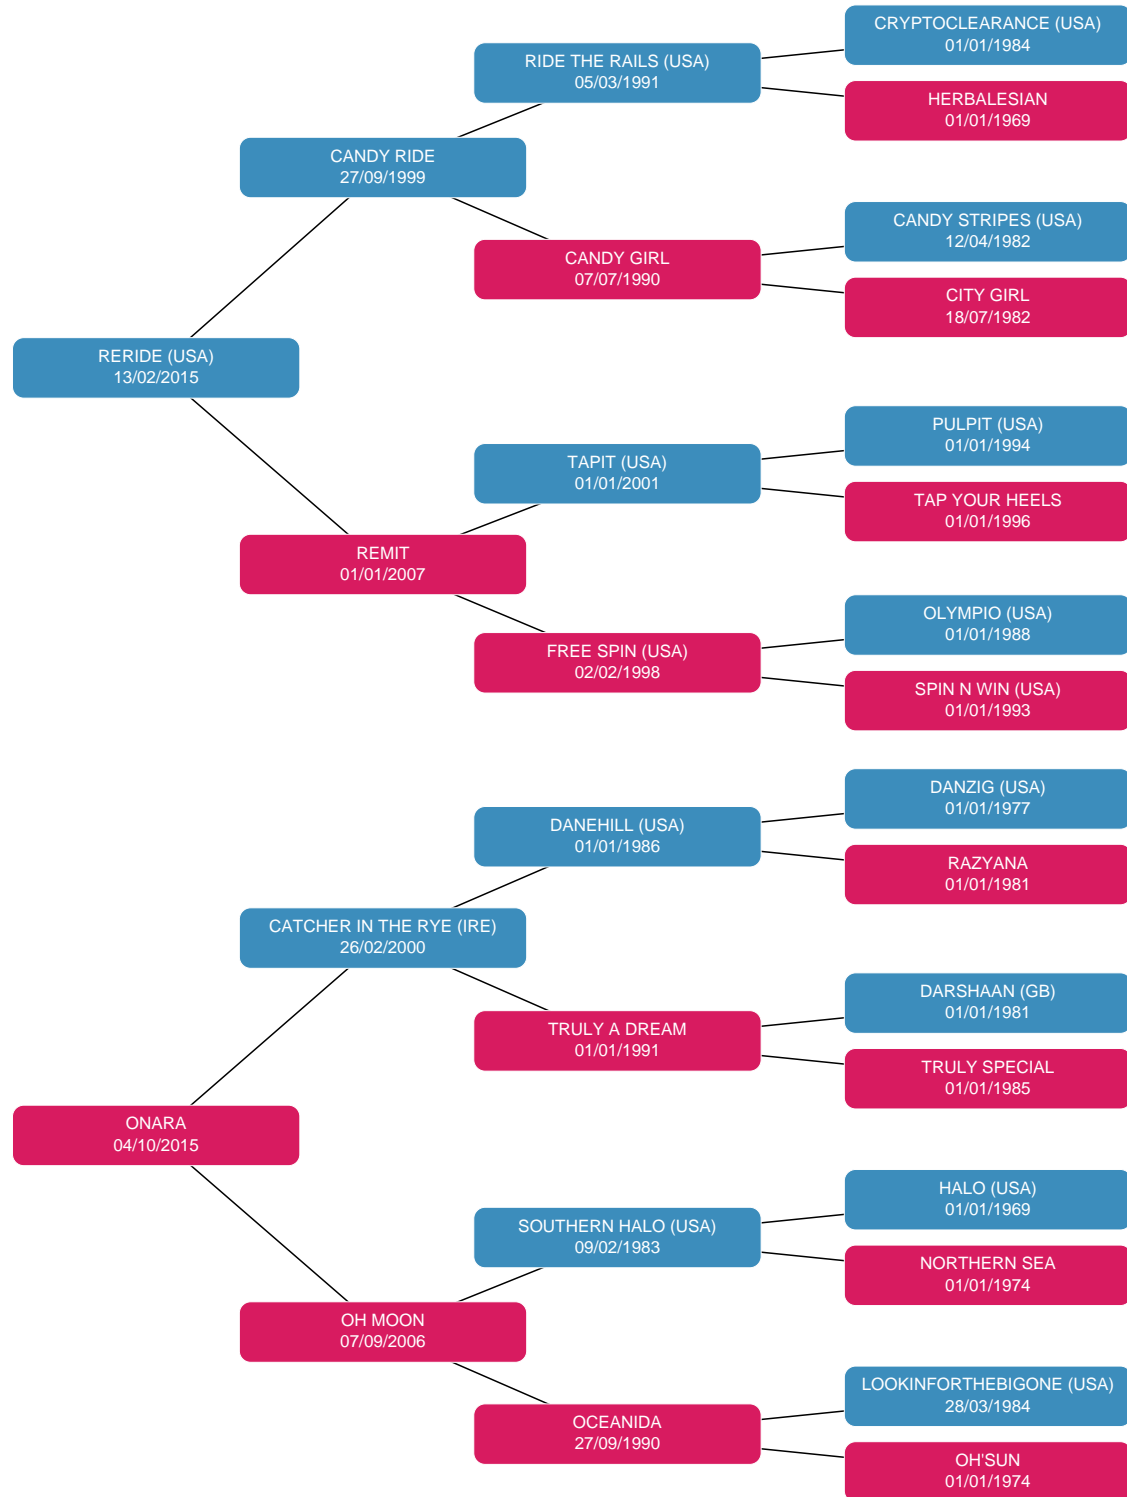 CRYPTOCLEARANCE (USA)
01/01/1984
RIDE THE RAILS (USA)
05/03/1991
HERBALESIAN
01/01/1969
CANDY RIDE
27/09/1999
CANDY STRIPES (USA)
12/04/1982
CANDY GIRL
07/07/1990
CITY GIRL
18/07/1982
RERIDE (USA)
13/02/2015
PULPIT (USA)
01/01/1994
TAPIT (USA)
01/01/2001
TAP YOUR HEELS
01/01/1996
REMIT
01/01/2007
OLYMPIO (USA)
01/01/1988
FREE SPIN (USA)
02/02/1998
SPIN N WIN (USA)
01/01/1993
DANZIG (USA)
01/01/1977
DANEHILL (USA)
01/01/1986
RAZYANA
01/01/1981
CATCHER IN THE RYE (IRE)
26/02/2000
DARSHAAN (GB)
01/01/1981
TRULY A DREAM
01/01/1991
TRULY SPECIAL
01/01/1985
ONARA
04/10/2015
HALO (USA)
01/01/1969
SOUTHERN HALO (USA)
09/02/1983
NORTHERN SEA
01/01/1974
OH MOON
07/09/2006
LOOKINFORTHEBIGONE (USA)
28/03/1984
OCEANIDA
27/09/1990
OH'SUN
01/01/1974